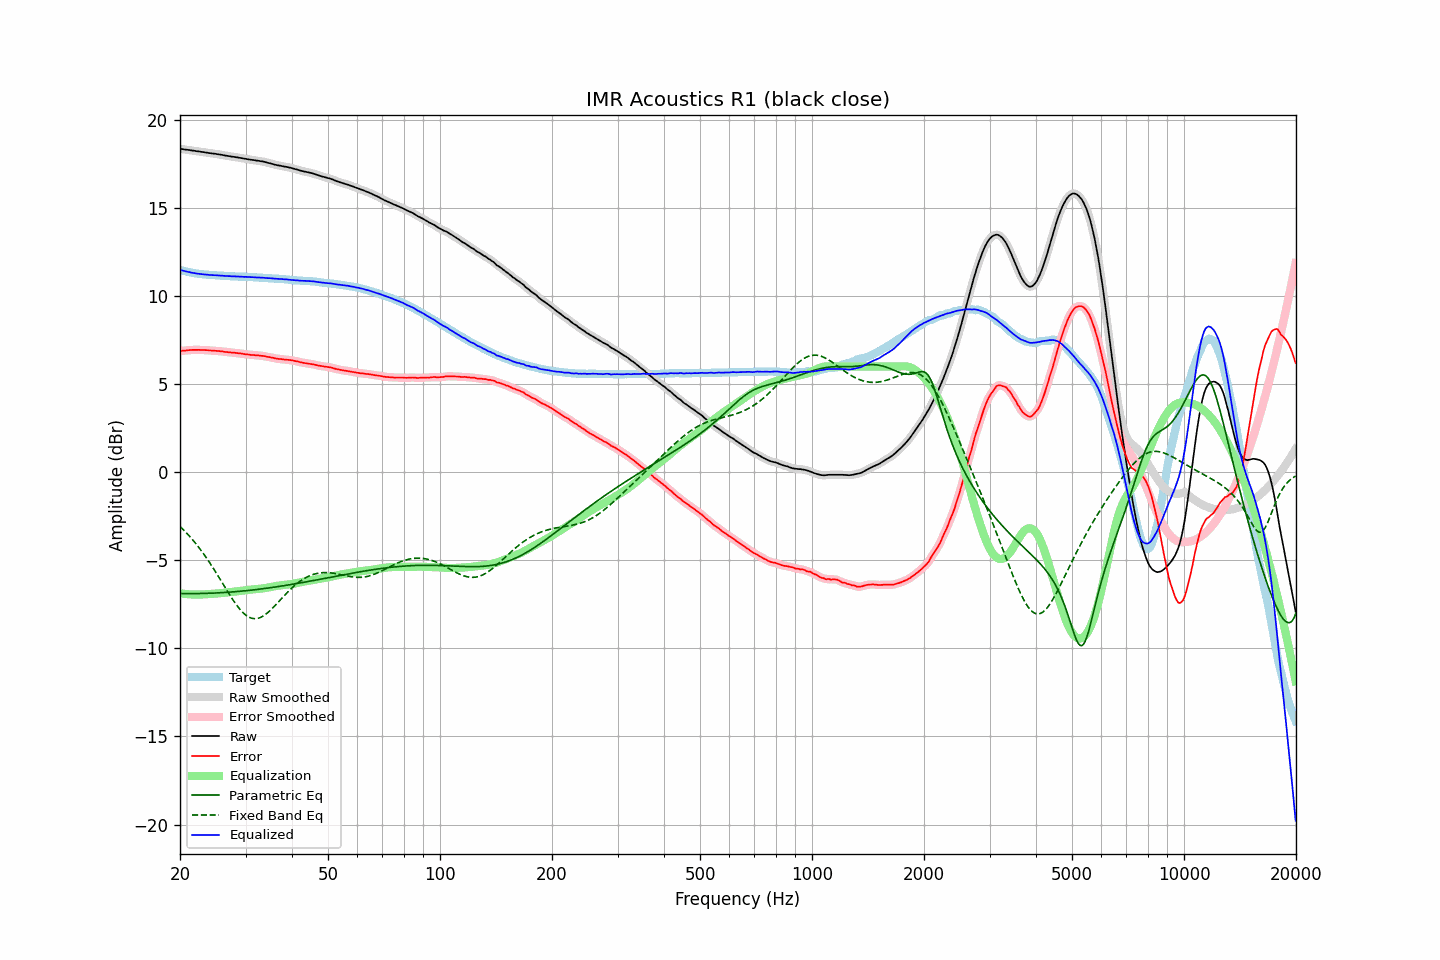 IMR Acoustics R1 (black close)
20
15
10
5
0
−5
−10
−15
−20
Amplitude (dBr)
Target
Raw Smoothed
Error Smoothed
Raw
Error
Equalization
Parametric Eq
Fixed Band Eq
Equalized
20 50 100 200 500 1000 2000 5000 10000 20000
Frequency (Hz)